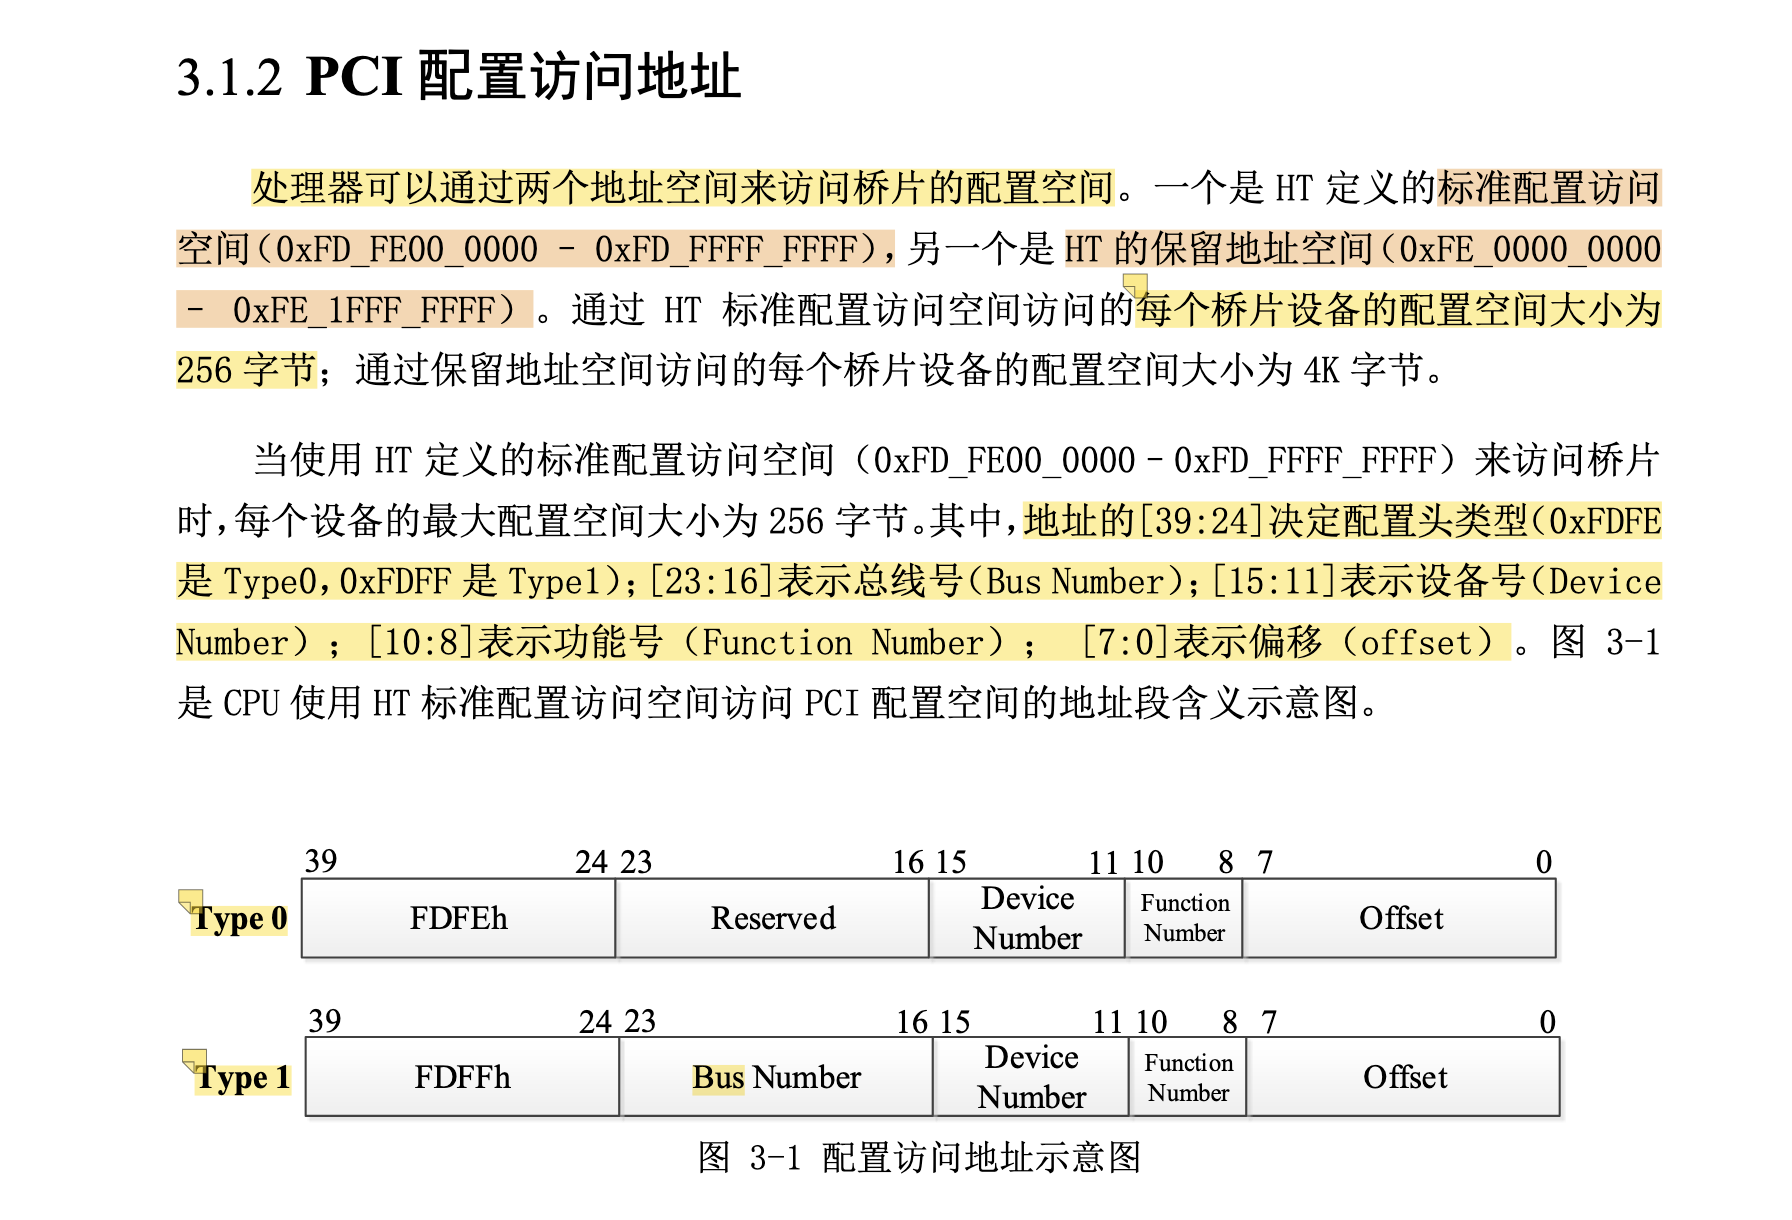 3.1.2 PCI 配置访问地址
处理器可以通过两个地址空间来访问桥片的配置空间。一个是 HT 定义的标准配置访问
空间(0xFD_FE00_0000 - 0xFD_FFFF_FFFF),另一个是 HT 的保留地址空间(0xFE_0000_0000
- 0xFE_1FFF_FFFF)。通过 HT 标准配置访问空间访问的每个桥片设备的配置空间大小为
256 字节;通过保留地址空间访问的每个桥片设备的配置空间大小为 4K 字节。
当使用 HT 定义的标准配置访问空间(0xFD_FE00_0000-0xFD_FFFF_FFFF)来访问桥片
时,每个设备的最大配置空间大小为 256 字节。其中,地址的[39:24]决定配置头类型(0xFDFE
是 Type0,0xFDFF 是 Type1);[23:16]表示总线号(Bus Number);[15:11]表示设备号(Device
Number);[10:8]表示功能号(Function Number); [7:0]表示偏移(offset)。图 3-1
是 CPU 使用 HT 标准配置访问空间访问 PCI 配置空间的地址段含义示意图。
39 24 23 16 15 11 10 8 7 0
Type 0 FDFEh Reserved Device Number Function Number Offset
39 24 23 16 15 11 10 8 7 0
Type 1 FDFFh Bus Number Device Number Function Number Offset
图 3-1 配置访问地址示意图